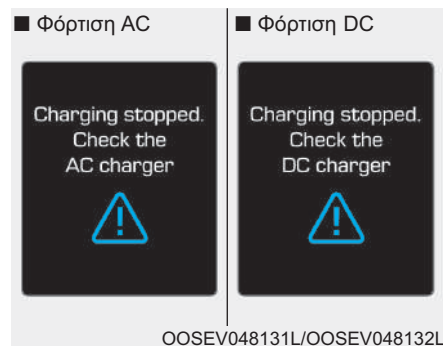 ■ Φόρτιση AC
Charging stopped.
Check the
AC charger
■ Φόρτιση DC
Charging stopped.
Check the
DC charger
OOSEV048131L/OOSEV048132L